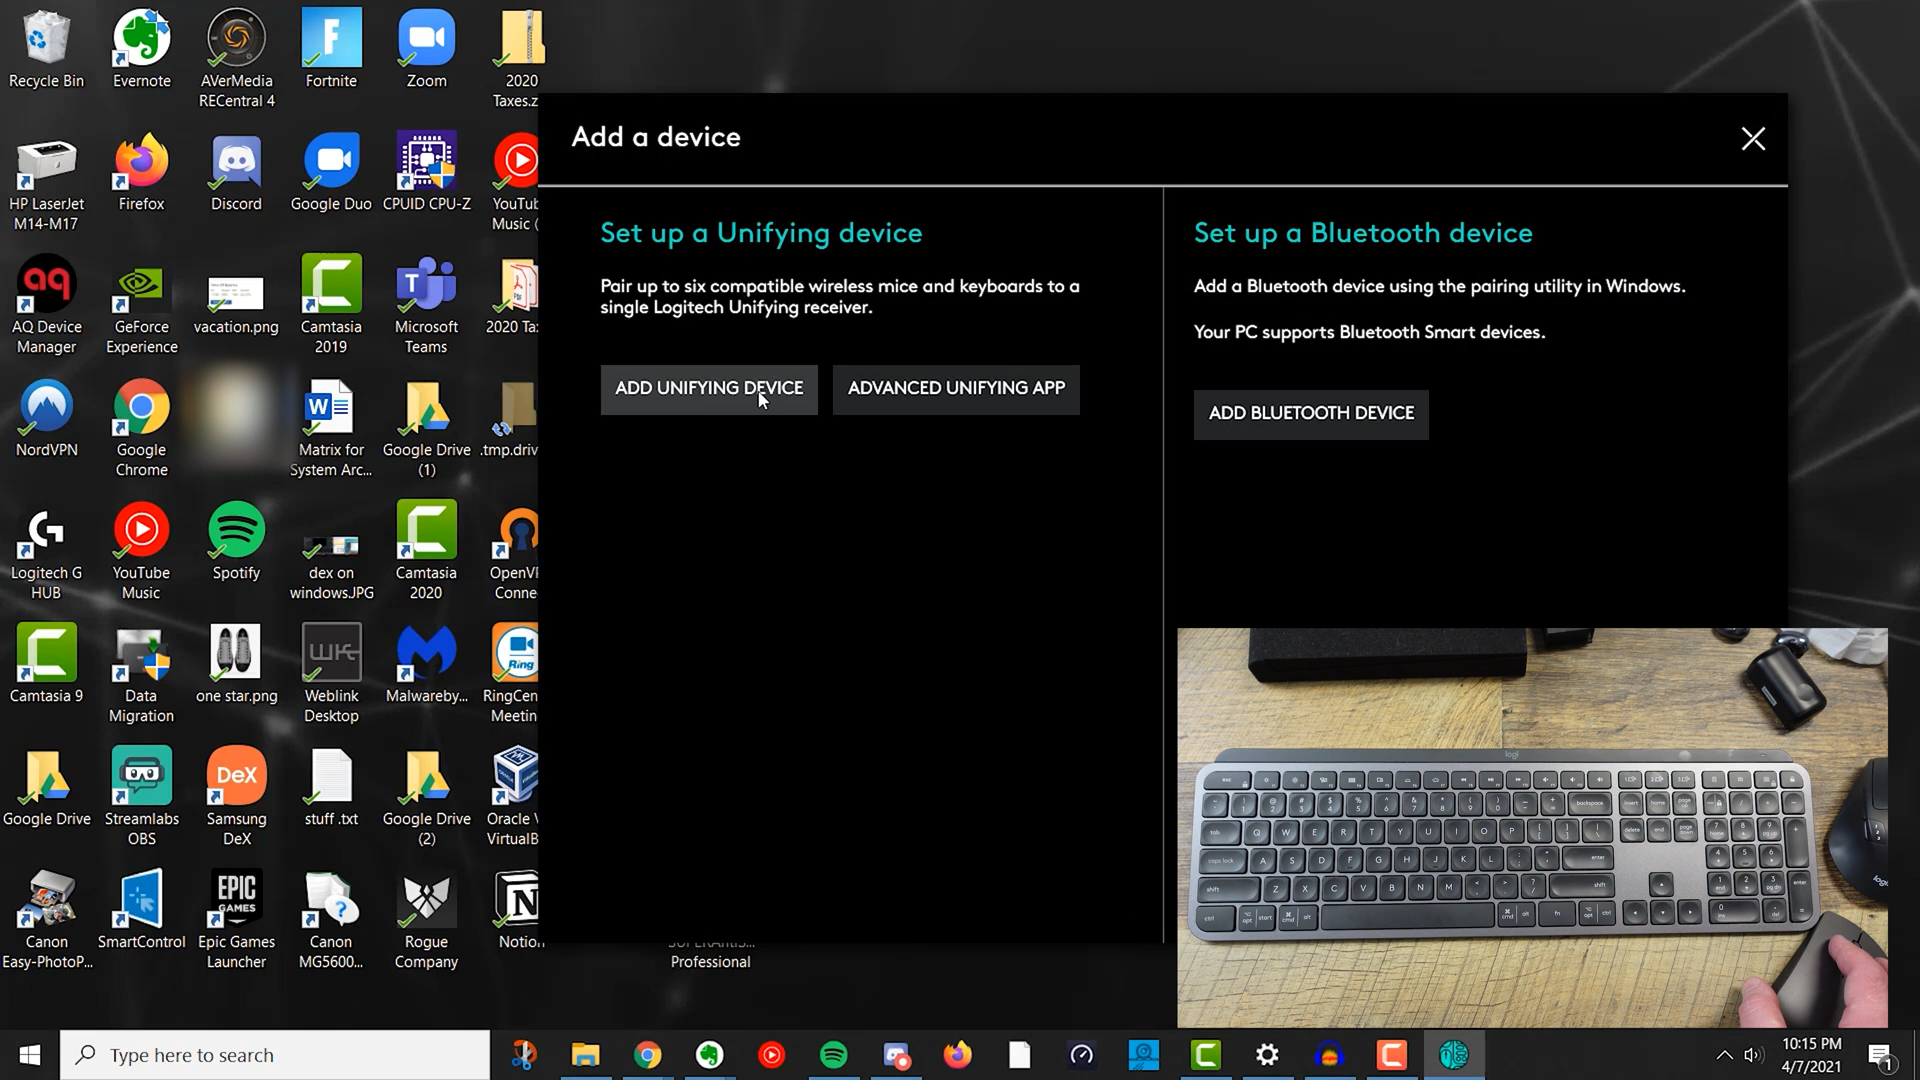 Recycle Bin
Evernote
AVerMedia
RECentral 4
Fortnite
Zoom
2020
Taxes.z
HP LaserJet
M14-M17
Firefox
Discord
Google Duo
CPUID CPU-Z
YouTub
Music (
AQ Device
Manager
GeForce
Experience
vacation.png
Camtasia
2019
Microsoft
Teams
2020 Ta
NordVPN
Google
Chrome
Matrix for
System Arc...
Google Drive
(1)
.tmp.driv
Logitech G
HUB
YouTube
Music
Spotify
dex on
windows.JPG
Camtasia
2020
OpenVP
Conne
Camtasia 9
Data
Migration
one star.png
Weblink
Desktop
Malwareby...
RingCen
Meetin
Google Drive
Streamlabs
OBS
Samsung
DeX
stuff .txt
Google Drive
(2)
Oracle V
VirtualB
Canon
Easy-PhotoP...
SmartControl
Epic Games
Launcher
Canon
MG5600...
Rogue
Company
Notion
Professional
Add a device
Set up a Unifying device
Pair up to six compatible wireless mice and keyboards to a
single Logitech Unifying receiver.
ADD UNIFYING DEVICE
ADVANCED UNIFYING APP
Set up a Bluetooth device
Add a Bluetooth device using the pairing utility in Windows.
Your PC supports Bluetooth Smart devices.
ADD BLUETOOTH DEVICE
Type here to search
10:15 PM
4/7/2021
1